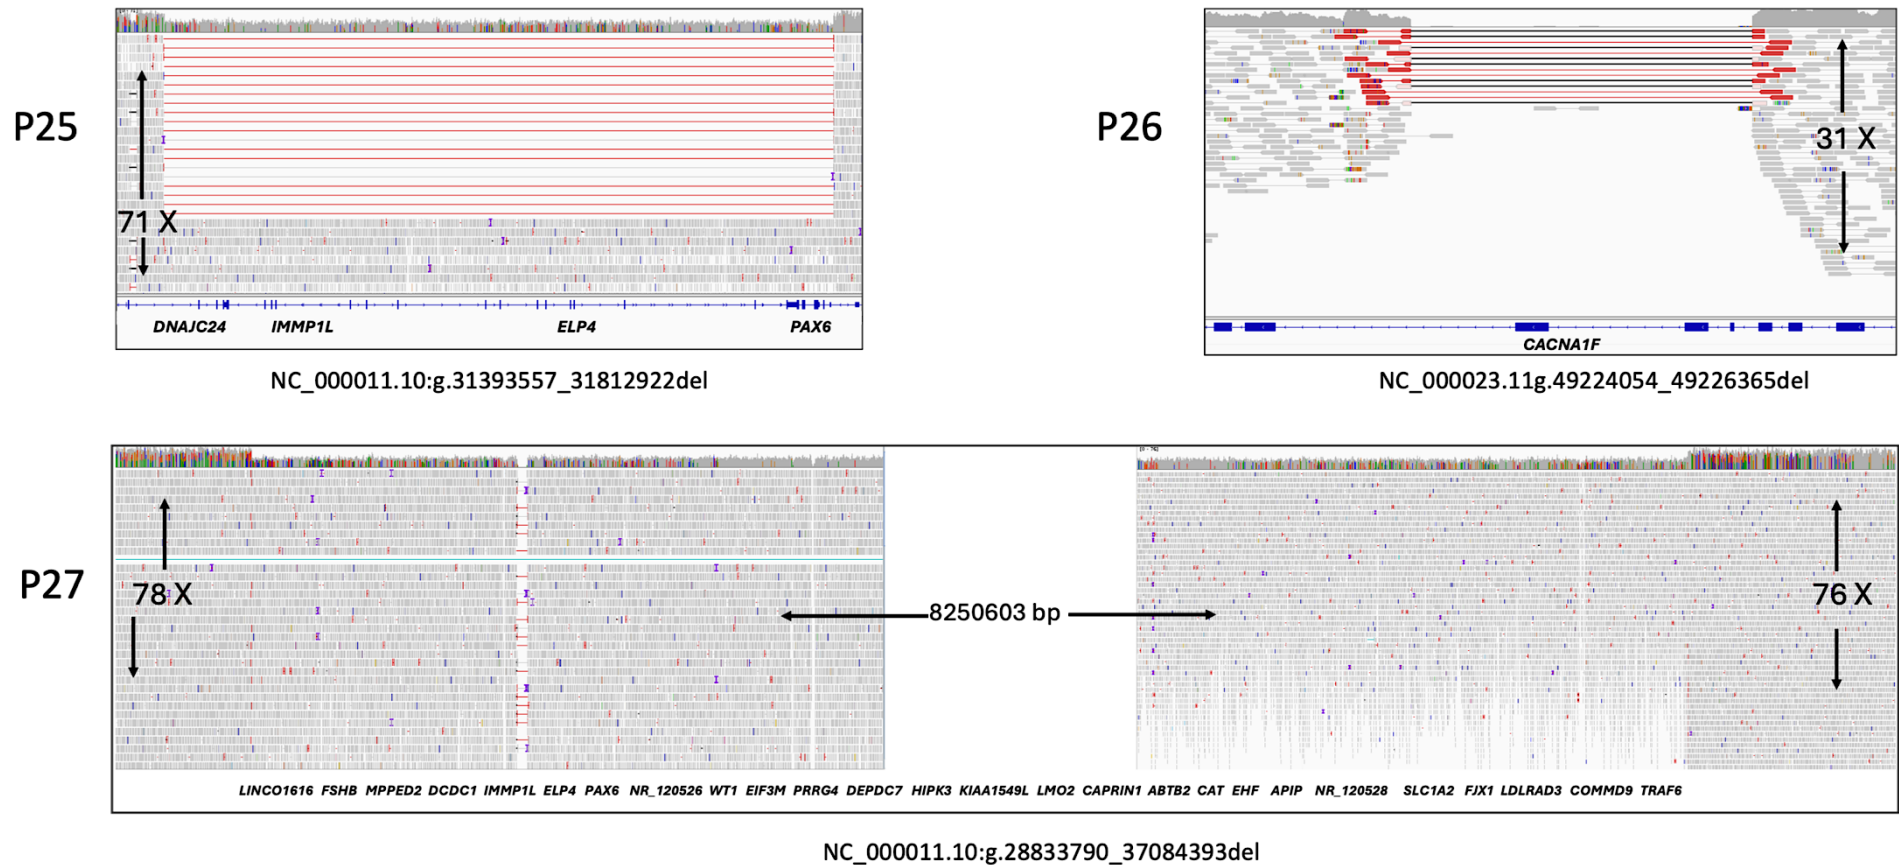 P25
71 X
DNAJC24 IMMP1L ELP4 PAX6
NC_000011.10:g.31393557_31812922del
P26
31 X
CACNA1F
NC_000023.11g.49224054_49226365del
P27
78 X
8250603 bp
76 X
LINCO1616 FSHB MPPED2 DCDC1 IMMP1L ELP4 PAX6 NR_120526 WT1 EIF3M PRRG4 DEPDC7 HIPK3 KIAA1549L LMO2 CAPRIN1 ABTB2 CAT EHF APIP NR_120528 SLC1A2 FJX1 LDLRAD3 COMMD9 TRAF6
NC_000011.10:g.28833790_37084393del